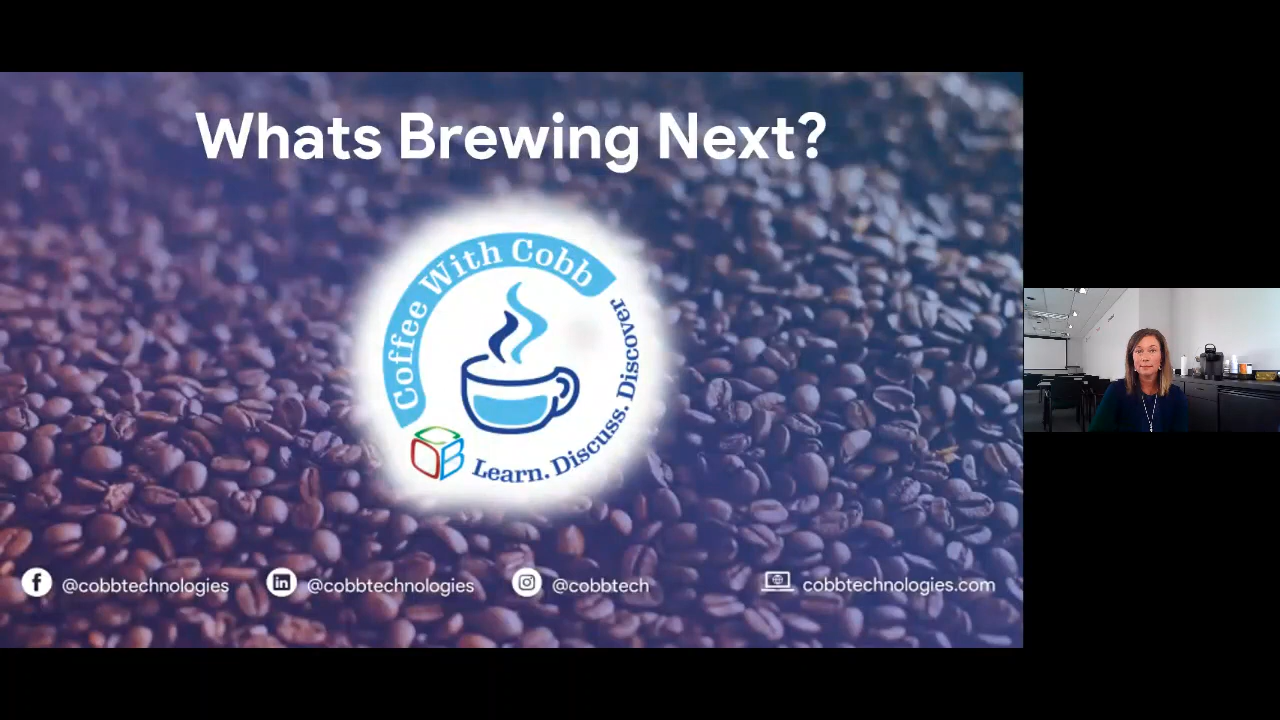 Whats Brewing Next?
Coffee With Cobb
Learn. Discuss. Discover
@cobbtechnologies
@cobbtechnologies
@cobbtech
cobbtechnologies.com